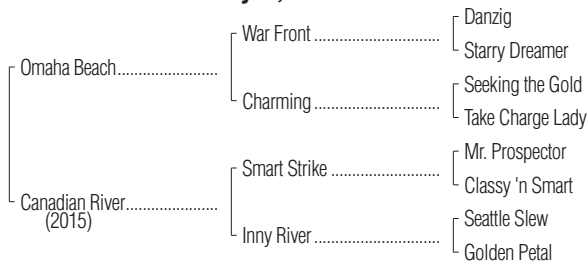 Danzig
War Front
Starry Dreamer
Omaha Beach
Seeking the Gold
Charming
Take Charge Lady
Mr. Prospector
Smart Strike
Classy 'n Smart
Canadian River
(2015)
Seattle Slew
Inny River
Golden Petal